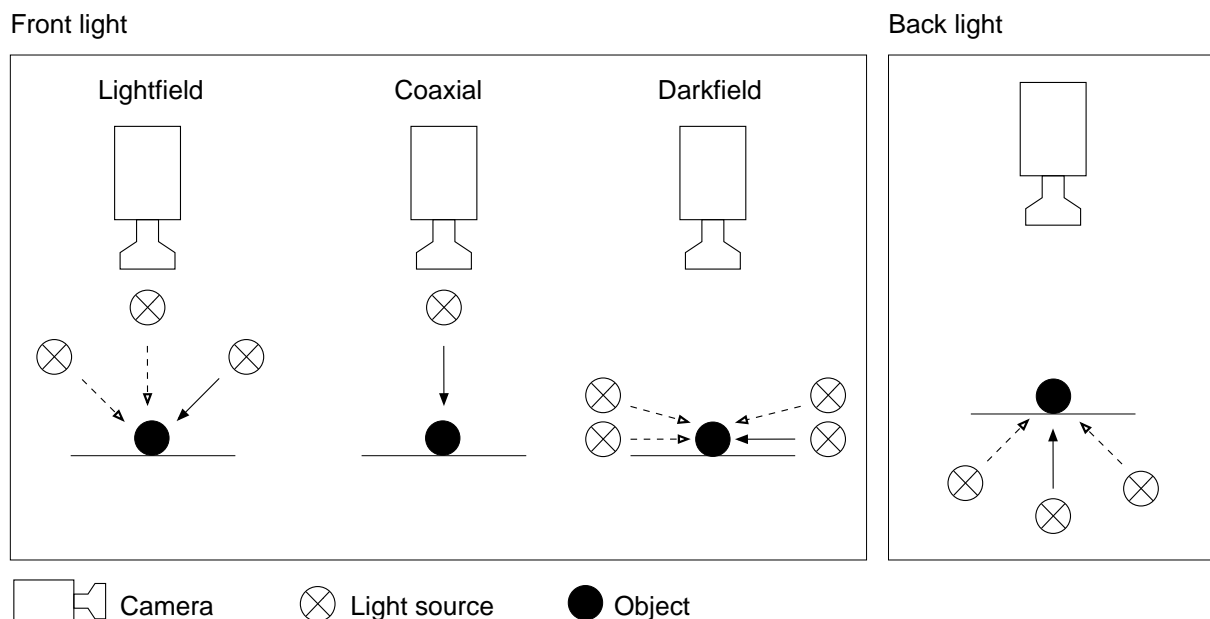 Front light
Back light
Lightfield
Coaxial
Darkfield
Camera
Light source
Object